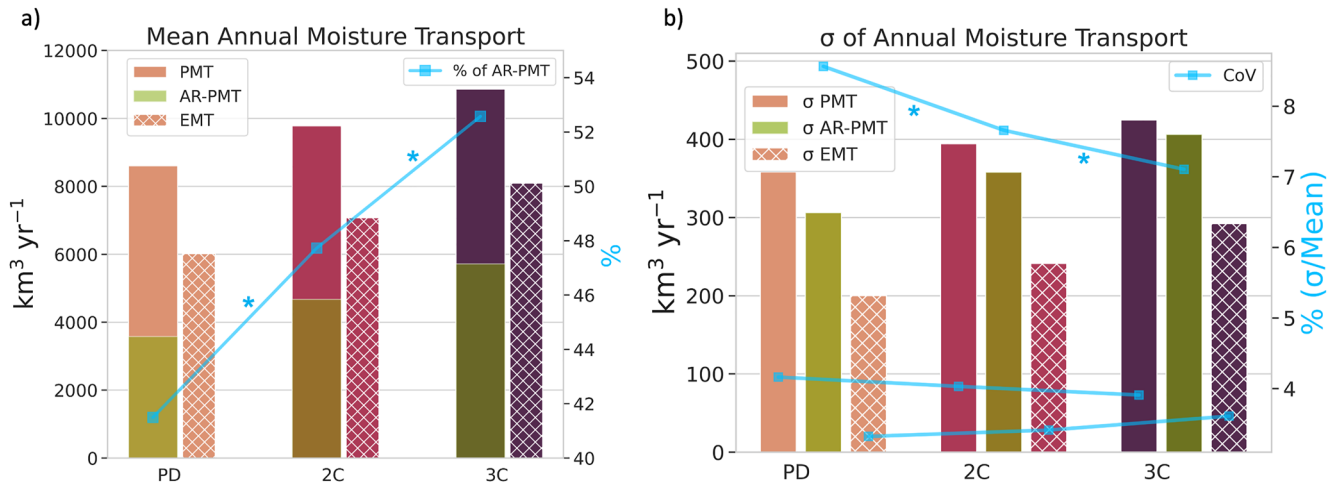 a)
Mean Annual Moisture Transport
12000
10000
8000
6000
4000
2000
0
km³ yr⁻¹
PMT
AR-PMT
EMT
% of AR-PMT
*
*
54
52
50
48
46
44
42
40
%
PD 2C 3C
b)
σ of Annual Moisture Transport
500
400
300
200
100
0
km³ yr⁻¹
σ PMT
σ AR-PMT
σ EMT
CoV
*
*
8
7
6
5
4
% (σ/Mean)
PD 2C 3C